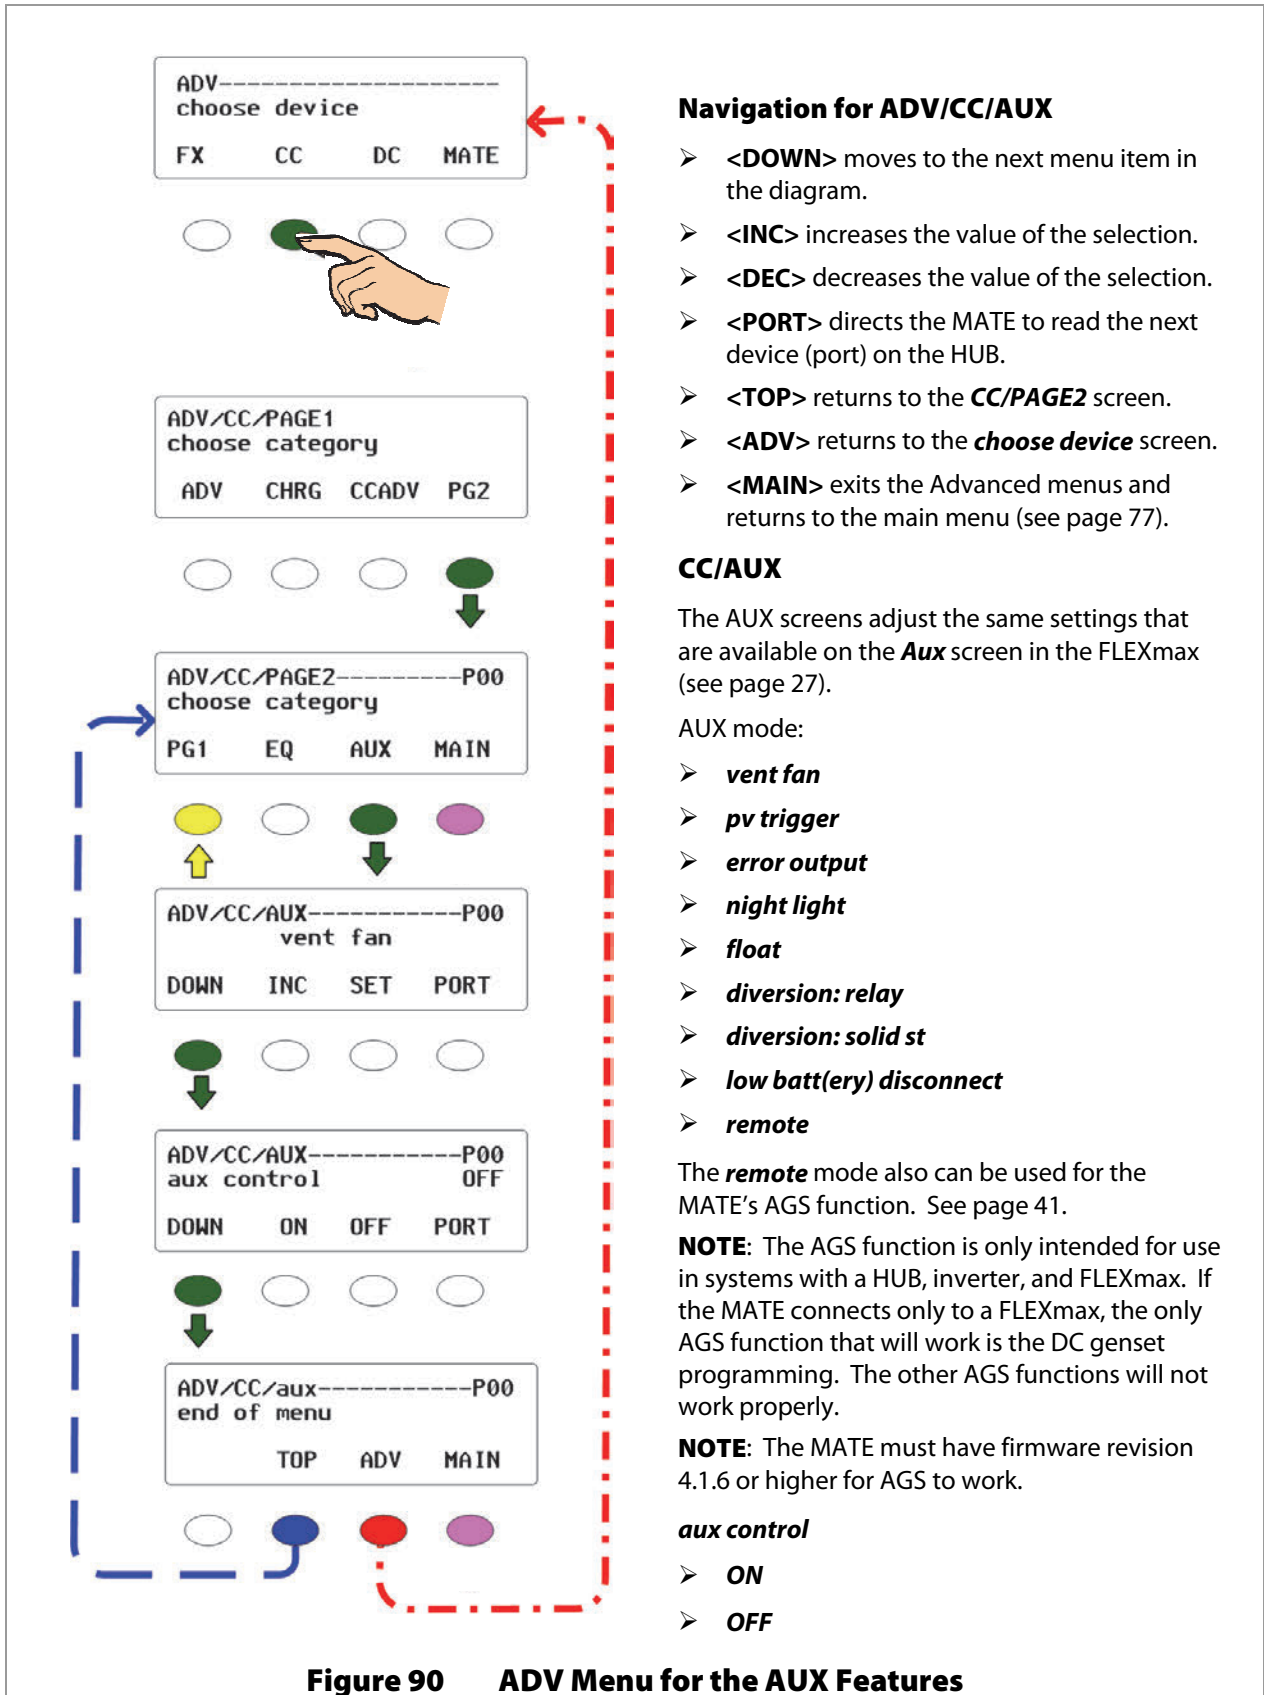 ADV----------------------
choose device
FX CC DC MATE
ADV/CC/PAGE1
choose category
ADV CHRG CCADV PG2
ADV/CC/PAGE2----------P00
choose category
PG1 EQ AUX MAIN
ADV/CC/AUX------------P00
vent fan
DOWN INC SET PORT
ADV/CC/AUX------------P00
aux control OFF
DOWN ON OFF PORT
ADV/CC/aux------------P00
end of menu
TOP ADV MAIN
Navigation for ADV/CC/AUX
➢ <DOWN> moves to the next menu item in
the diagram.
➢ <INC> increases the value of the selection.
➢ <DEC> decreases the value of the selection.
➢ <PORT> directs the MATE to read the next
device (port) on the HUB.
➢ <TOP> returns to the CC/PAGE2 screen.
➢ <ADV> returns to the choose device screen.
➢ <MAIN> exits the Advanced menus and
returns to the main menu (see page 77).
CC/AUX
The AUX screens adjust the same settings that
are available on the Aux screen in the FLEXmax
(see page 27).
AUX mode:
➢ vent fan
➢ pv trigger
➢ error output
➢ night light
➢ float
➢ diversion: relay
➢ diversion: solid st
➢ low batt(ery) disconnect
➢ remote
The remote mode also can be used for the
MATE's AGS function. See page 41.
NOTE: The AGS function is only intended for use
in systems with a HUB, inverter, and FLEXmax. If
the MATE connects only to a FLEXmax, the only
AGS function that will work is the DC genset
programming. The other AGS functions will not
work properly.
NOTE: The MATE must have firmware revision
4.1.6 or higher for AGS to work.
aux control
➢ ON
➢ OFF
Figure 90 ADV Menu for the AUX Features